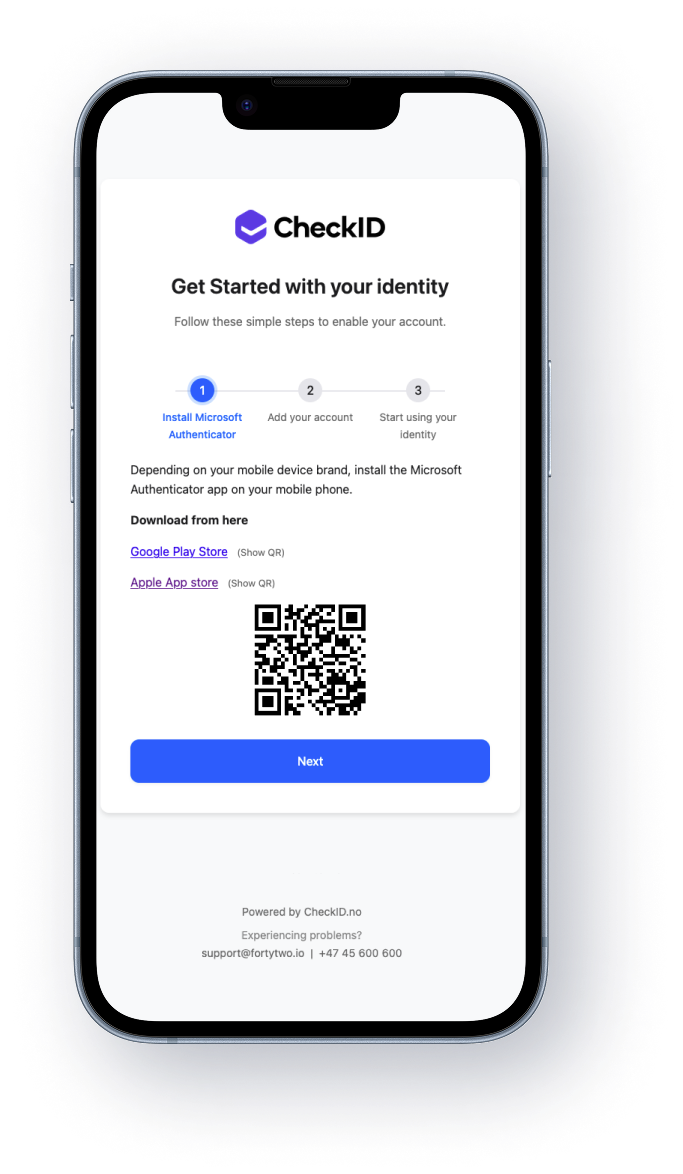 CheckID
Get Started with your identity
Follow these simple steps to enable your account.
1
2
3
Install Microsoft
Authenticator
Add your account
Start using your
identity
Depending on your mobile device brand, install the Microsoft
Authenticator app on your mobile phone.
Download from here
Google Play Store (Show QR)
Apple App store (Show QR)
Next
Powered by CheckID.no
Experiencing problems?
support@fortytwo.io | +47 45 600 600